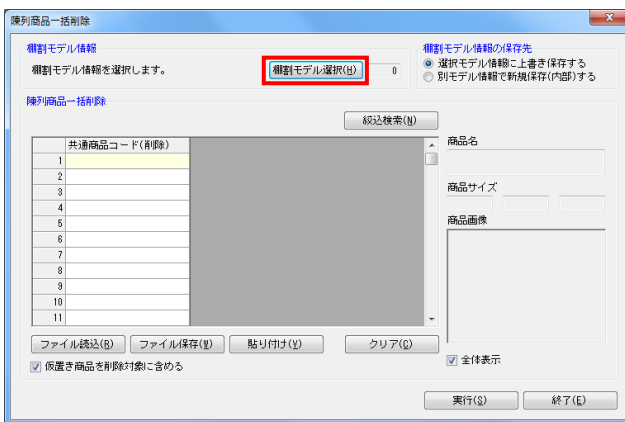 陳列商品一括削除
棚割モデル情報
棚割モデル情報を選択します。
棚割モデル選択(H)
0
棚割モデル情報の保存先
選択モデル情報に上書き保存する
別モデル情報で新規保存(内部)する
陳列商品一括削除
絞込検索(N)
共通商品コード(削除)
1
2
3
4
5
6
7
8
9
10
11
商品名
商品サイズ
商品画像
ファイル読込(R)
ファイル保存(W)
貼り付け(V)
クリア(C)
仮置き商品を削除対象に含める
全体表示
実行(S)
終了(E)